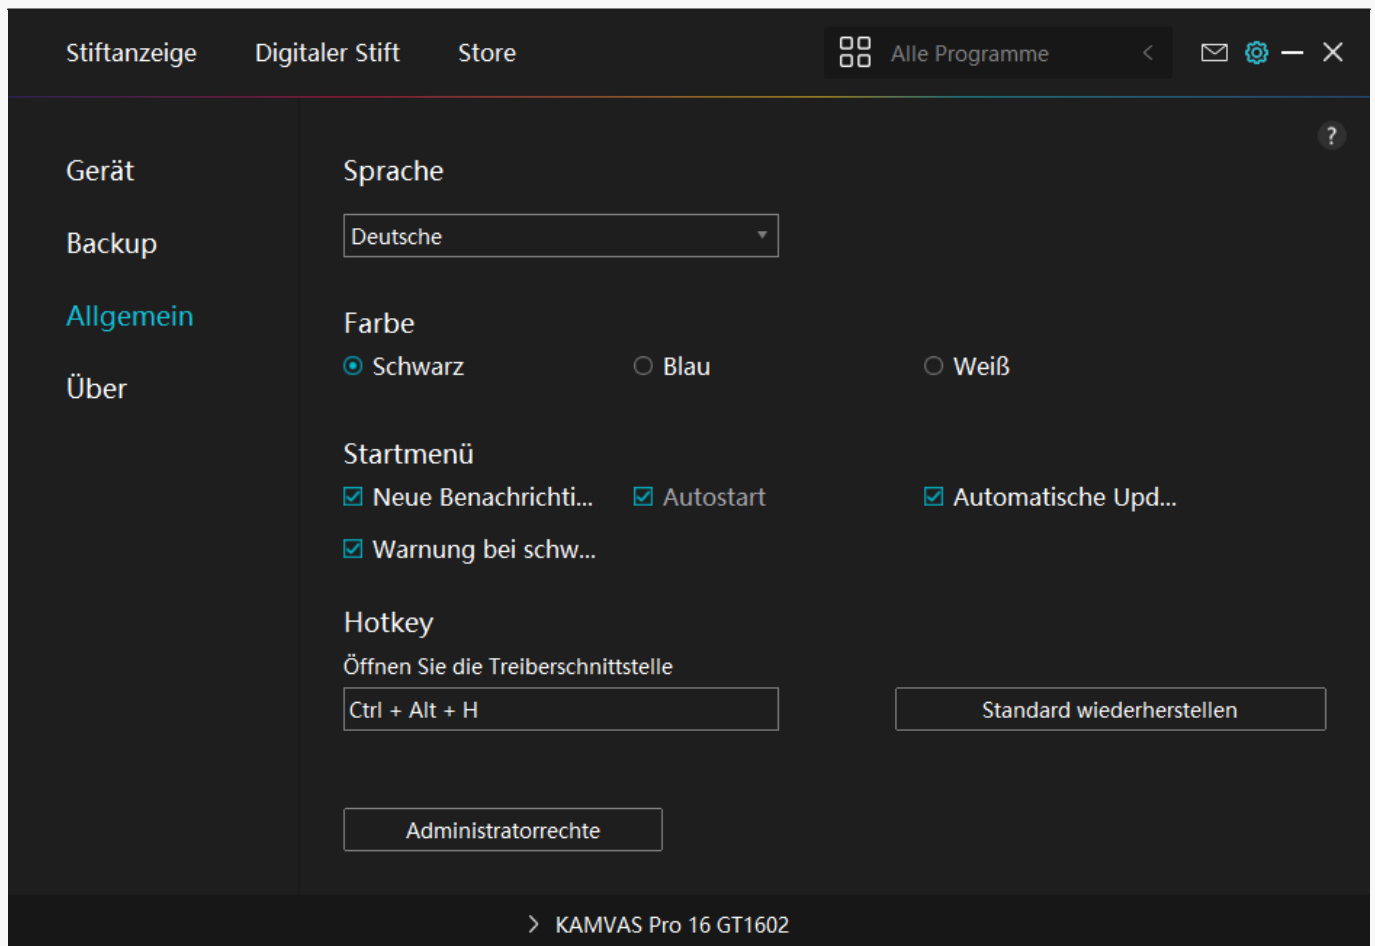 Stiftanzeige Digitaler Stift Store Alle Programme
?
Gerät
Backup
Allgemein
Über
Sprache
Deutsche
Farbe
Schwarz Blau Weiß
Startmenü
Neue Benachrichti... Autostart Automatische Upd...
Warnung bei schw...
Hotkey
Öffnen Sie die Treiberschnittstelle
Ctrl + Alt + H Standard wiederherstellen
Administratorrechte
KAMVAS Pro 16 GT1602